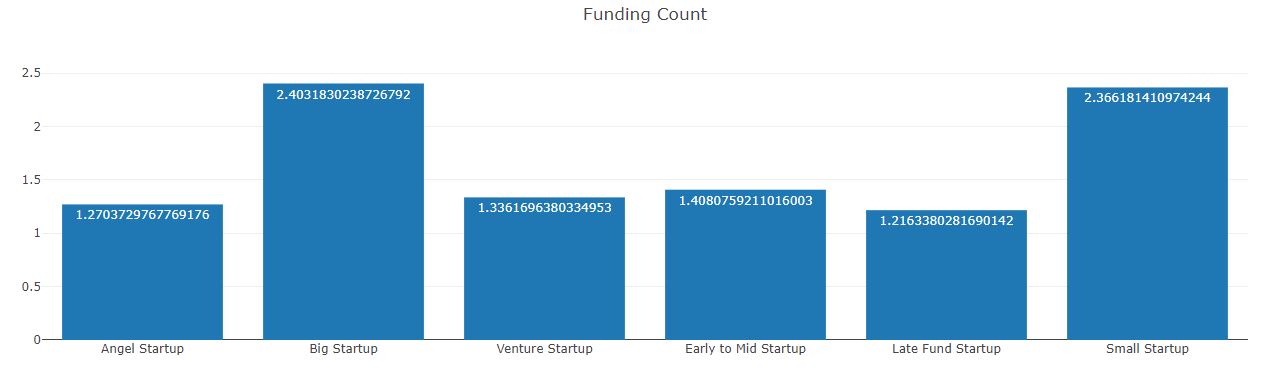 Funding Count
2.5
2
1.5
1
0.5
0
1.2703729767769176
2.4031830238726792
1.3361696380334953
1.4080759211016003
1.2163380281690142
2.366181410974244
Angel Startup
Big Startup
Venture Startup
Early to Mid Startup
Late Fund Startup
Small Startup